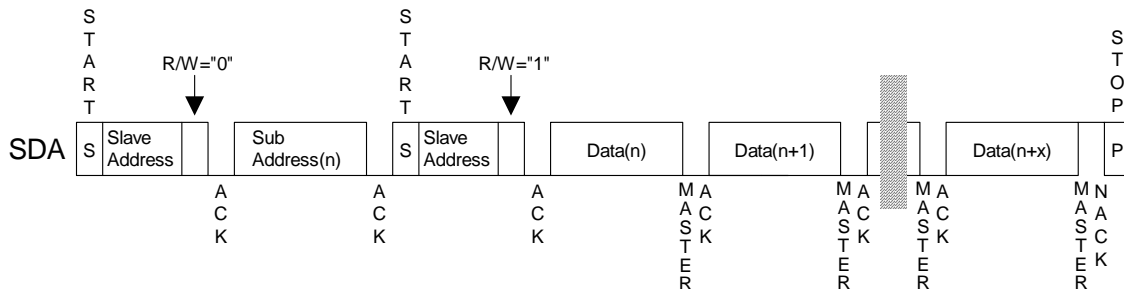 START
START
STOP
R/W="0"
R/W="1"
SDA
S
Slave
Address
Sub
Address(n)
S
Slave
Address
Data(n)
Data(n+1)
Data(n+x)
P
ACK
ACK
ACK
MASTER
ACK
MASTER
ACK
MASTER
ACK
MASTER
NACK